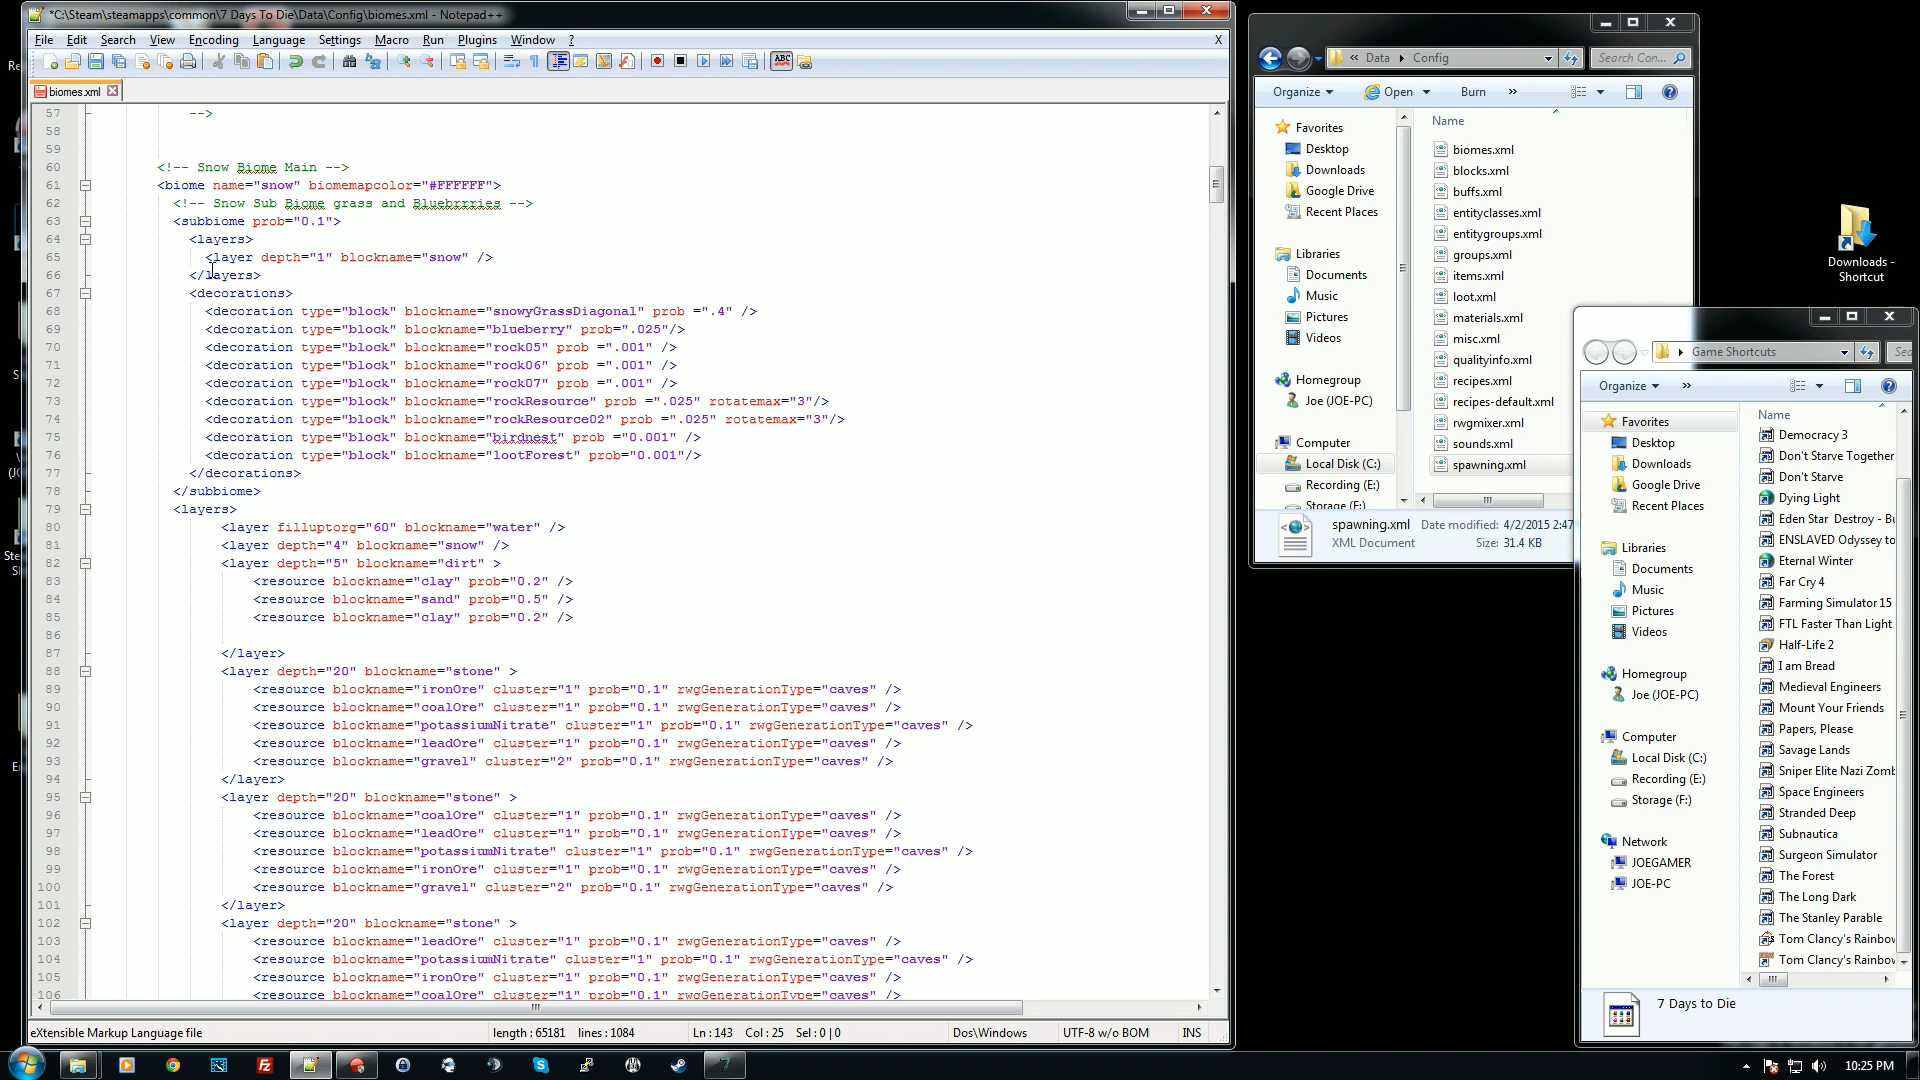 *C:\Steam\steamapps\common\7 Days To Die\Data\Config\biomes.xml - Notepad++
File Edit Search View Encoding Language Settings Macro Run Plugins Window ? X
biomes.xml
57 -->
58
59
60 <!-- Snow Biome Main -->
61 <biome name="snow" biomemapcolor="#FFFFFF">
62 <!-- Snow Sub Biome grass and Bluebrrries -->
63 <subbiome prob="0.1">
64 <layers>
65 <layer depth="1" blockname="snow" />
66 </layers>
67 <decorations>
68 <decoration type="block" blockname="snowyGrassDiagonal" prob =".4" />
69 <decoration type="block" blockname="blueberry" prob=".025"/>
70 <decoration type="block" blockname="rock05" prob =".001" />
71 <decoration type="block" blockname="rock06" prob =".001" />
72 <decoration type="block" blockname="rock07" prob =".001" />
73 <decoration type="block" blockname="rockResource" prob =".025" rotatemax="3"/>
74 <decoration type="block" blockname="rockResource02" prob =".025" rotatemax="3"/>
75 <decoration type="block" blockname="birdnest" prob ="0.001" />
76 <decoration type="block" blockname="lootForest" prob="0.001"/>
77 </decorations>
78 </subbiome>
79 <layers>
80 <layer filluptorg="60" blockname="water" />
81 <layer depth="4" blockname="snow" />
82 <layer depth="5" blockname="dirt" >
83 <resource blockname="clay" prob="0.2" />
84 <resource blockname="sand" prob="0.5" />
85 <resource blockname="clay" prob="0.2" />
86
87 </layer>
88 <layer depth="20" blockname="stone" >
89 <resource blockname="ironOre" cluster="1" prob="0.1" rwgGenerationType="caves" />
90 <resource blockname="coalOre" cluster="1" prob="0.1" rwgGenerationType="caves" />
91 <resource blockname="potassiumNitrate" cluster="1" prob="0.1" rwgGenerationType="caves" />
92 <resource blockname="leadOre" cluster="1" prob="0.1" rwgGenerationType="caves" />
93 <resource blockname="gravel" cluster="2" prob="0.1" rwgGenerationType="caves" />
94 </layer>
95 <layer depth="20" blockname="stone" >
96 <resource blockname="coalOre" cluster="1" prob="0.1" rwgGenerationType="caves" />
97 <resource blockname="leadOre" cluster="1" prob="0.1" rwgGenerationType="caves" />
98 <resource blockname="potassiumNitrate" cluster="1" prob="0.1" rwgGenerationType="caves" />
99 <resource blockname="ironOre" cluster="1" prob="0.1" rwgGenerationType="caves" />
100 <resource blockname="gravel" cluster="2" prob="0.1" rwgGenerationType="caves" />
101 </layer>
102 <layer depth="20" blockname="stone" >
103 <resource blockname="leadOre" cluster="1" prob="0.1" rwgGenerationType="caves" />
104 <resource blockname="potassiumNitrate" cluster="1" prob="0.1" rwgGenerationType="caves" />
105 <resource blockname="ironOre" cluster="1" prob="0.1" rwgGenerationType="caves" />
106 <resource blockname="coalOre" cluster="1" prob="0.1" rwgGenerationType="caves" />
eXtensible Markup Language file length : 65181 lines : 1084 Ln : 143 Col : 25 Sel : 0 | 0 Dos\Windows UTF-8 w/o BOM INS
« Data Config Search Con...
Organize Open Burn »
Favorites
Desktop
Downloads
Google Drive
Recent Places
Libraries
Documents
Music
Pictures
Videos
Homegroup
Joe (JOE-PC)
Computer
Local Disk (C:)
Recording (E:)
Storage (F:)
Name
biomes.xml
blocks.xml
buffs.xml
entityclasses.xml
entitygroups.xml
groups.xml
items.xml
loot.xml
materials.xml
misc.xml
qualityinfo.xml
recipes.xml
recipes-default.xml
rwgmixer.xml
sounds.xml
spawning.xml
spawning.xml Date modified: 4/2/2015 2:47
XML Document Size: 31.4 KB
Downloads -
Shortcut
Game Shortcuts Sea
Organize »
Favorites
Desktop
Downloads
Google Drive
Recent Places
Libraries
Documents
Music
Pictures
Videos
Homegroup
Joe (JOE-PC)
Computer
Local Disk (C:)
Recording (E:)
Storage (F:)
Network
JOEGAMER
JOE-PC
Name
Democracy 3
Don't Starve Together
Don't Starve
Dying Light
Eden Star Destroy - Bu
ENSLAVED Odyssey to
Eternal Winter
Far Cry 4
Farming Simulator 15
FTL Faster Than Light
Half-Life 2
I am Bread
Medieval Engineers
Mount Your Friends
Papers, Please
Savage Lands
Sniper Elite Nazi Zomb
Space Engineers
Stranded Deep
Subnautica
Surgeon Simulator
The Forest
The Long Dark
The Stanley Parable
Tom Clancy's Rainbow
Tom Clancy's Rainbow
7 Days to Die
10:25 PM